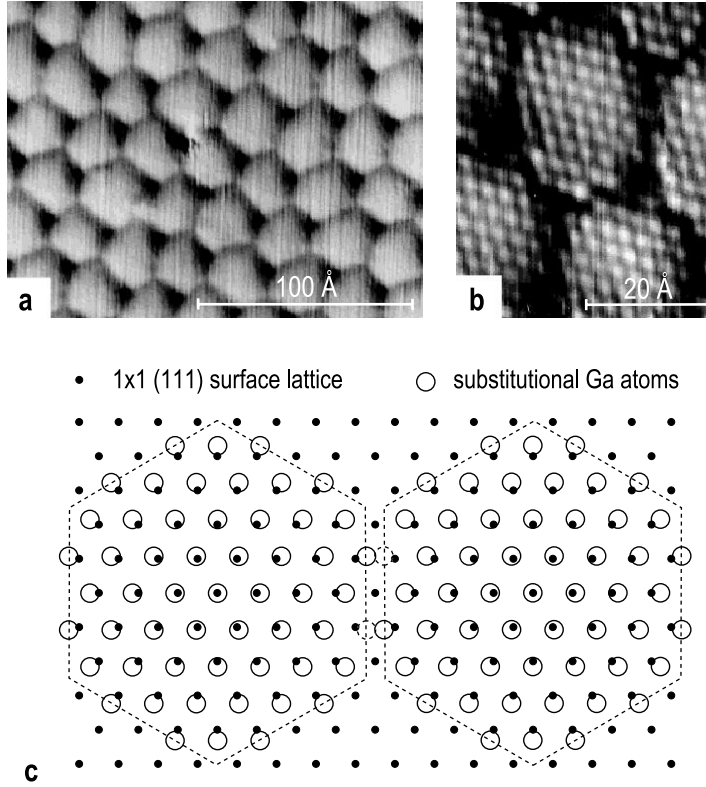 100 Å
a
20 Å
b
1x1 (111) surface lattice
substitutional Ga atoms
c